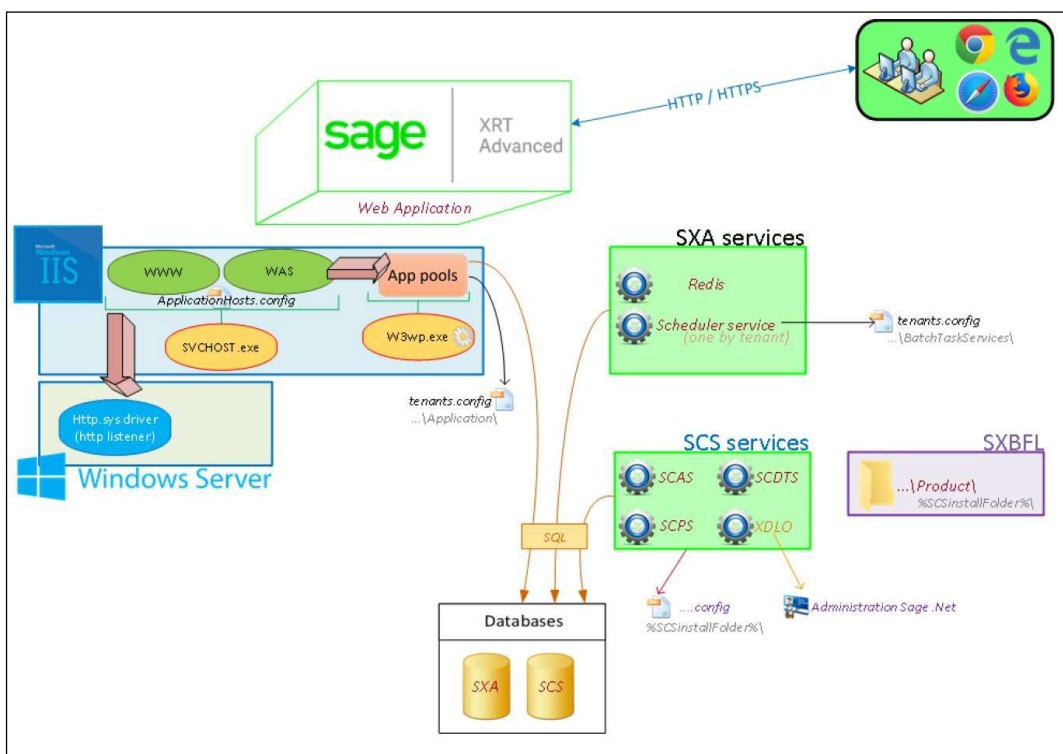 HTTP / HTTPS
sage
XRT
Advanced
Web Application
Microsoft
Windows
IIS
WWW
WAS
App pools
ApplicationHosts.config
SVCHOST.exe
W3wp.exe
tenants.config
...\Application\
Http.sys driver
(http listener)
Windows Server
SXA services
Redis
Scheduler service
(one by tenant)
tenants.config
...\BatchTaskServices\
SCS services
SCAS
SCDTS
SCPS
XDLO
SXBFL
...\Product\
%SCSinstallFolder%\
SQL
....config
%SCSinstallFolder%\
Administration Sage .Net
Databases
SXA
SCS